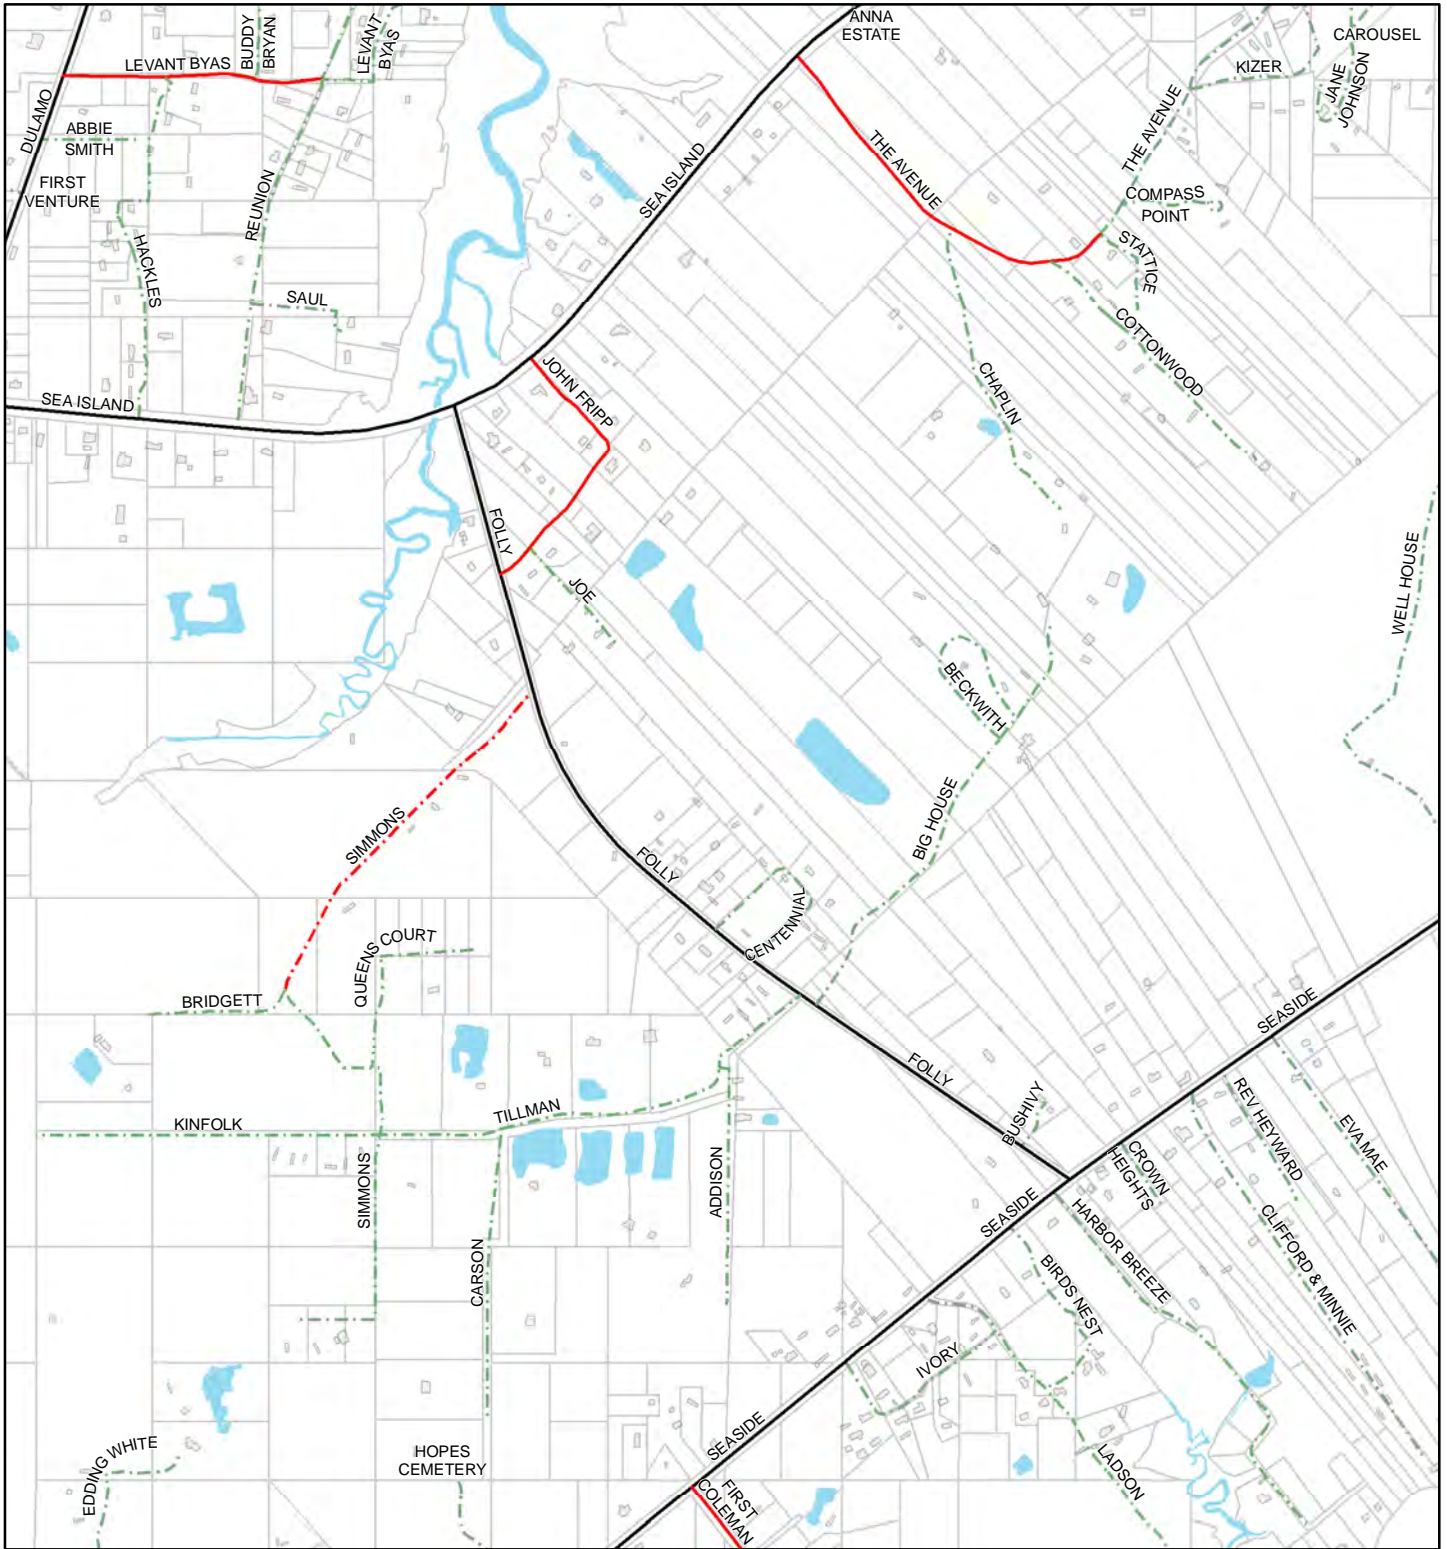 ANNA
ESTATE
CAROUSEL
BUDDY
BRYAN
LEVANT
BYAS
LEVANT BYAS
KIZER
JANE
JOHNSON
DULAMO
ABBIE
SMITH
THE AVENUE
THE AVENUE
SEA ISLAND
FIRST
VENTURE
REUNION
COMPASS
POINT
HACKLES
STATTICE
SAUL
COTTONWOOD
JOHN FRIPP
CHAPLIN
SEA ISLAND
FOLLY
WELL HOUSE
JOE
BECKWITH
SIMMONS
BIG HOUSE
FOLLY
CENTENNIAL
QUEENS COURT
BRIDGETT
SEASIDE
FOLLY
BUSHIVY
TILLMAN
KINFOLK
REV HEYWARD
EVA MAE
CROWN
HEIGHTS
SIMMONS
ADDISON
SEASIDE
HARBOR BREEZE
CLIFFORD & MINNIE
CARSON
BIRDS NEST
IVORY
SEASIDE
EDDING WHITE
HOPES
CEMETERY
LADSON
FIRST
COLEMAN